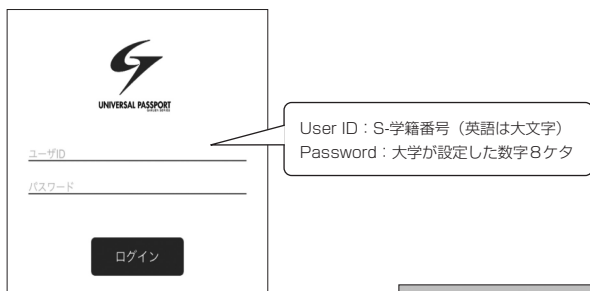 UNIVERSAL PASSPORT
ユーザID
パスワード
ログイン
User ID：S-学籍番号（英語は大文字）
Password：大学が設定した数字8ケタ